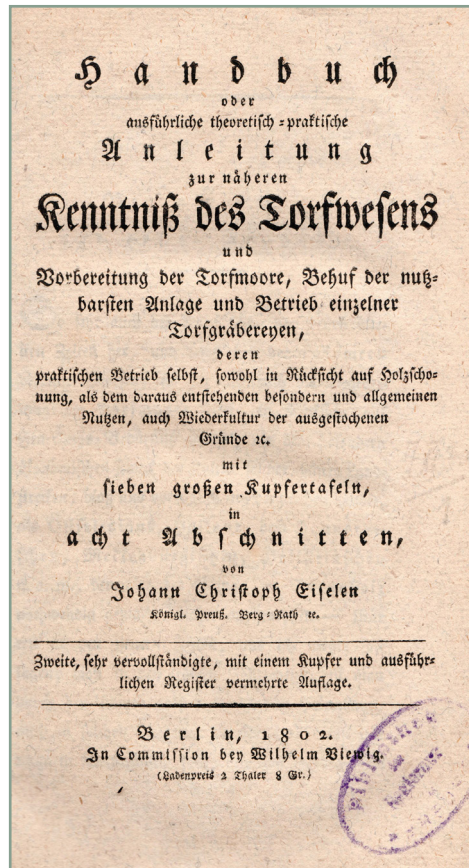 Handbuch
oder
ausführliche theoretisch-praktische
Anleitung
zur näheren
Kenntniß des Torfwesens
und
Vorbereitung der Torfmoore, Behuf der nutz-
barsten Anlage und Betrieb einzelner
Torfgräbereyen,
deren
praktischen Betrieb selbst, sowohl in Rücksicht auf Holzscho-
nung, als dem daraus entstehenden besondern und allgemeinen
Nutzen, auch Wiederkultur der ausgestochenen
Gründe ꝛc.
mit
sieben großen Kupfertafeln,
in
acht Abschnitten,
von
Johann Christoph Eiselen
Königl. Preuß. Berg-Rath ꝛc.
Zweite, sehr vervollständigte, mit einem Kupfer und ausführ-
lichen Register vermehrte Auflage.
Berlin, 1802.
In Commission bey Wilhelm Viewig.
(Ladenpreis 2 Thaler 8 Gr.)